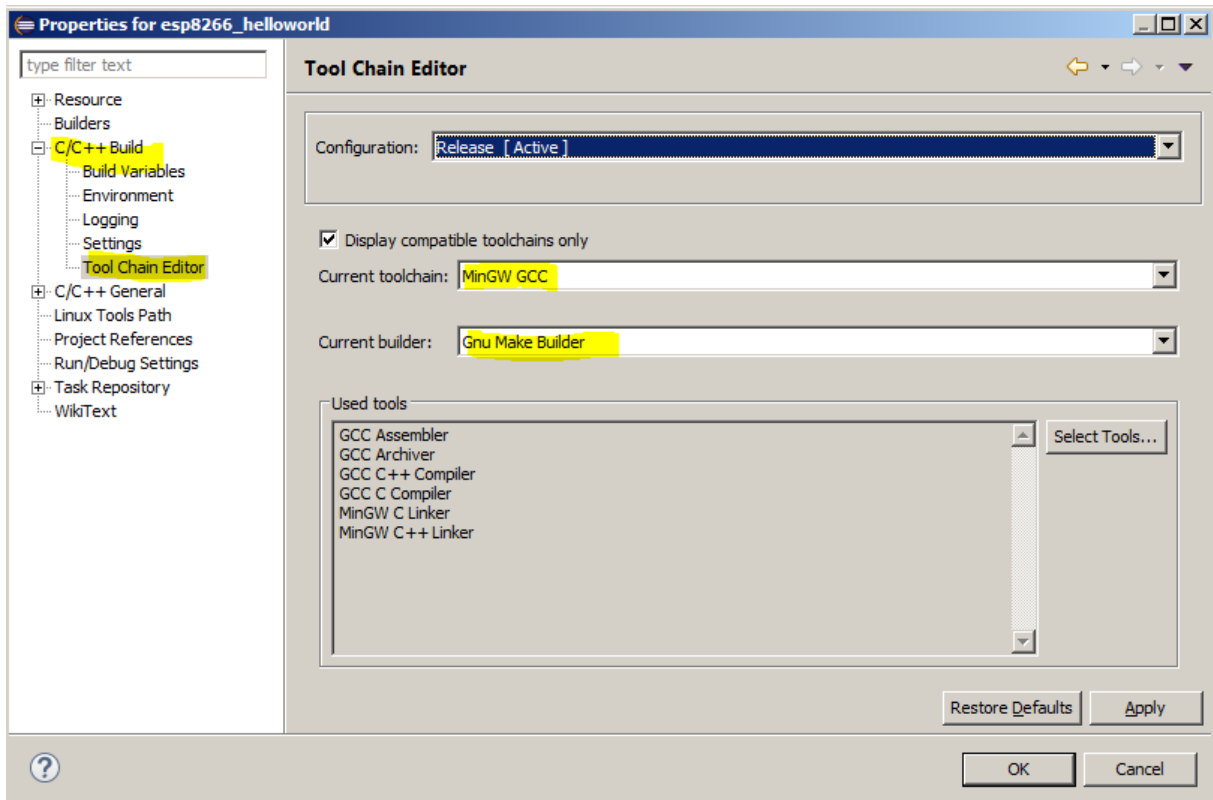 Properties for esp8266_helloworld
type filter text
Resource
Builders
C/C++ Build
Build Variables
Environment
Logging
Settings
Tool Chain Editor
C/C++ General
Linux Tools Path
Project References
Run/Debug Settings
Task Repository
WikiText
Tool Chain Editor
Configuration: Release [ Active ]
Display compatible toolchains only
Current toolchain: MinGW GCC
Current builder: Gnu Make Builder
Used tools
GCC Assembler
GCC Archiver
GCC C++ Compiler
GCC C Compiler
MinGW C Linker
MinGW C++ Linker
Select Tools...
Restore Defaults Apply
? OK Cancel